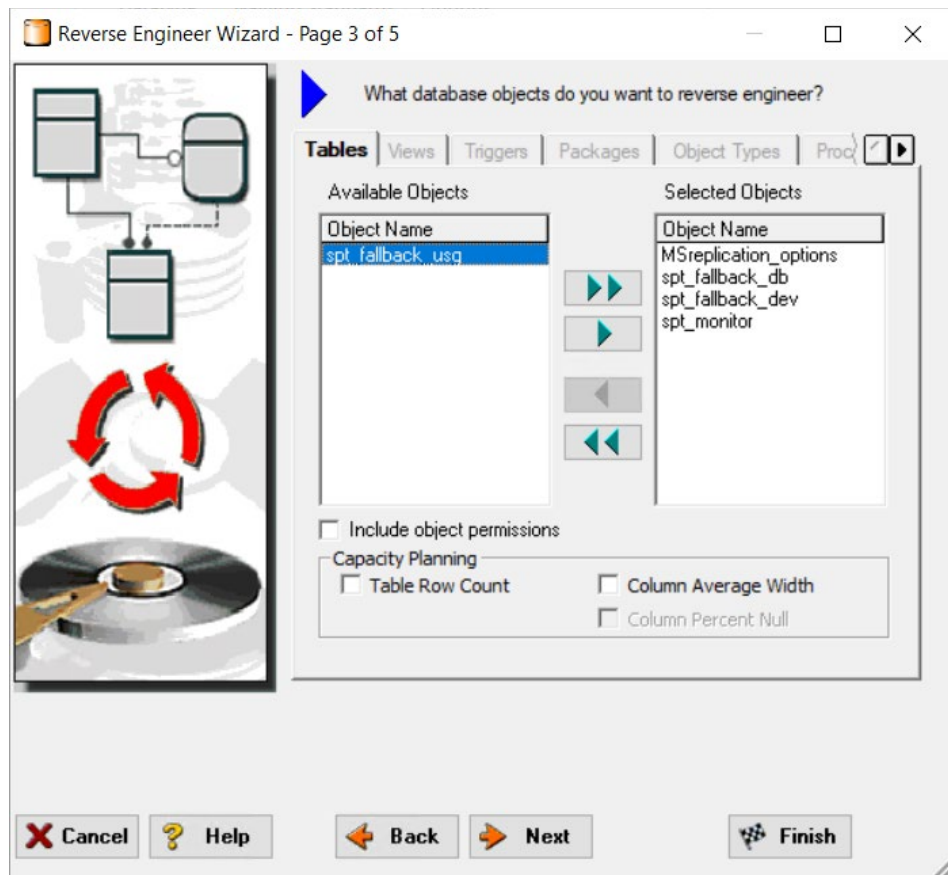 Reverse Engineer Wizard - Page 3 of 5
What database objects do you want to reverse engineer?
Tables Views Triggers Packages Object Types Proc
Available Objects Selected Objects
Object Name Object Name
spt_fallback_usg MSreplication_options
spt_fallback_db
spt_fallback_dev
spt_monitor
Include object permissions
Capacity Planning
Table Row Count Column Average Width
Column Percent Null
Cancel Help Back Next Finish